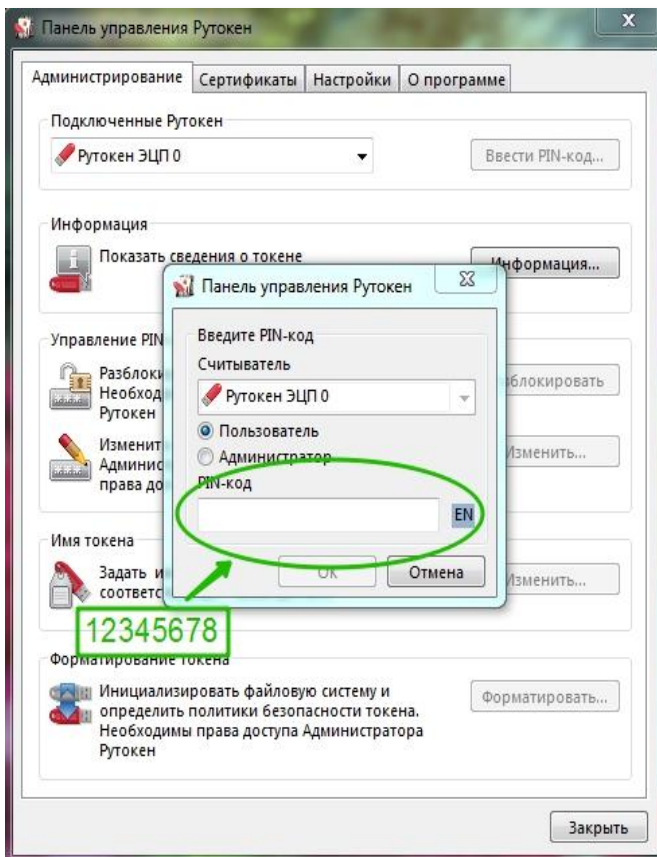 Панель управления Рутокен
X
Администрирование
Сертификаты
Настройки
О программе
Подключенные Рутокен
Рутокен ЭЦП 0
Ввести PIN-код...
Информация
Показать сведения о токене
Информация...
Панель управления Рутокен
Введите PIN-код
Считыватель
Рутокен ЭЦП 0
Пользователь
Администратор
PIN-код
EN
ОК
Отмена
Управление PIN
Необход
Рутокен
Изменит
Админис
права до
Изменить...
Имя токена
Задать и
соответс
Изменить...
12345678
Форматирование токена
Инициализировать файловую систему и
определить политики безопасности токена.
Необходимы права доступа Администратора
Рутокен
Форматировать...
Закрыть